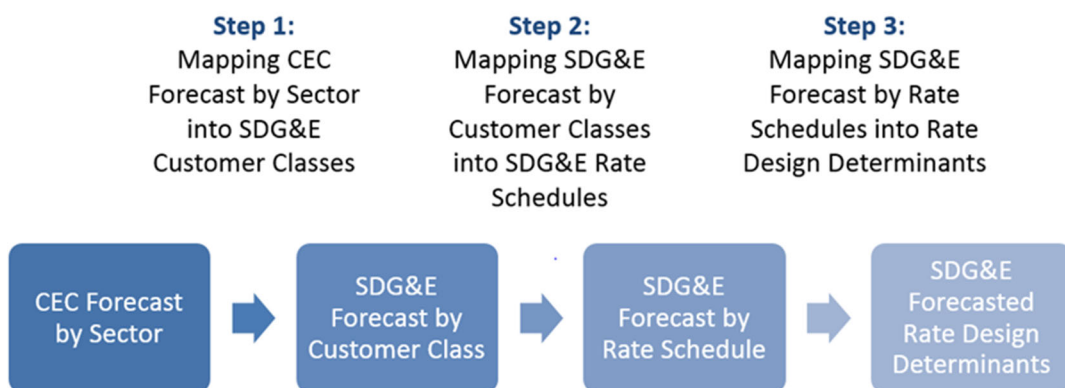 Step 1:
Mapping CEC
Forecast by Sector
into SDG&E
Customer Classes
Step 2:
Mapping SDG&E
Forecast by
Customer Classes
into SDG&E Rate
Schedules
Step 3:
Mapping SDG&E
Forecast by Rate
Schedules into Rate
Design Determinants
CEC Forecast
by Sector
SDG&E
Forecast by
Customer Class
SDG&E
Forecast by
Rate Schedule
SDG&E
Forecasted
Rate Design
Determinants